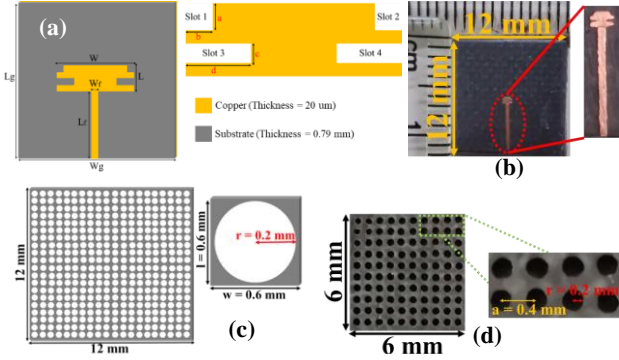 (a)
Lg
W
Wf
L
Lf
Wg
Slot 1
a
Slot 2
b
Slot 3
c
Slot 4
d
Copper (Thickness = 20 um)
Substrate (Thickness = 0.79 mm)
12 mm
12 mm
(b)
12 mm
12 mm
l = 0.6 mm
r = 0.2 mm
w = 0.6 mm
(c)
6 mm
6 mm
a = 0.4 mm
r = 0.2 mm
(d)